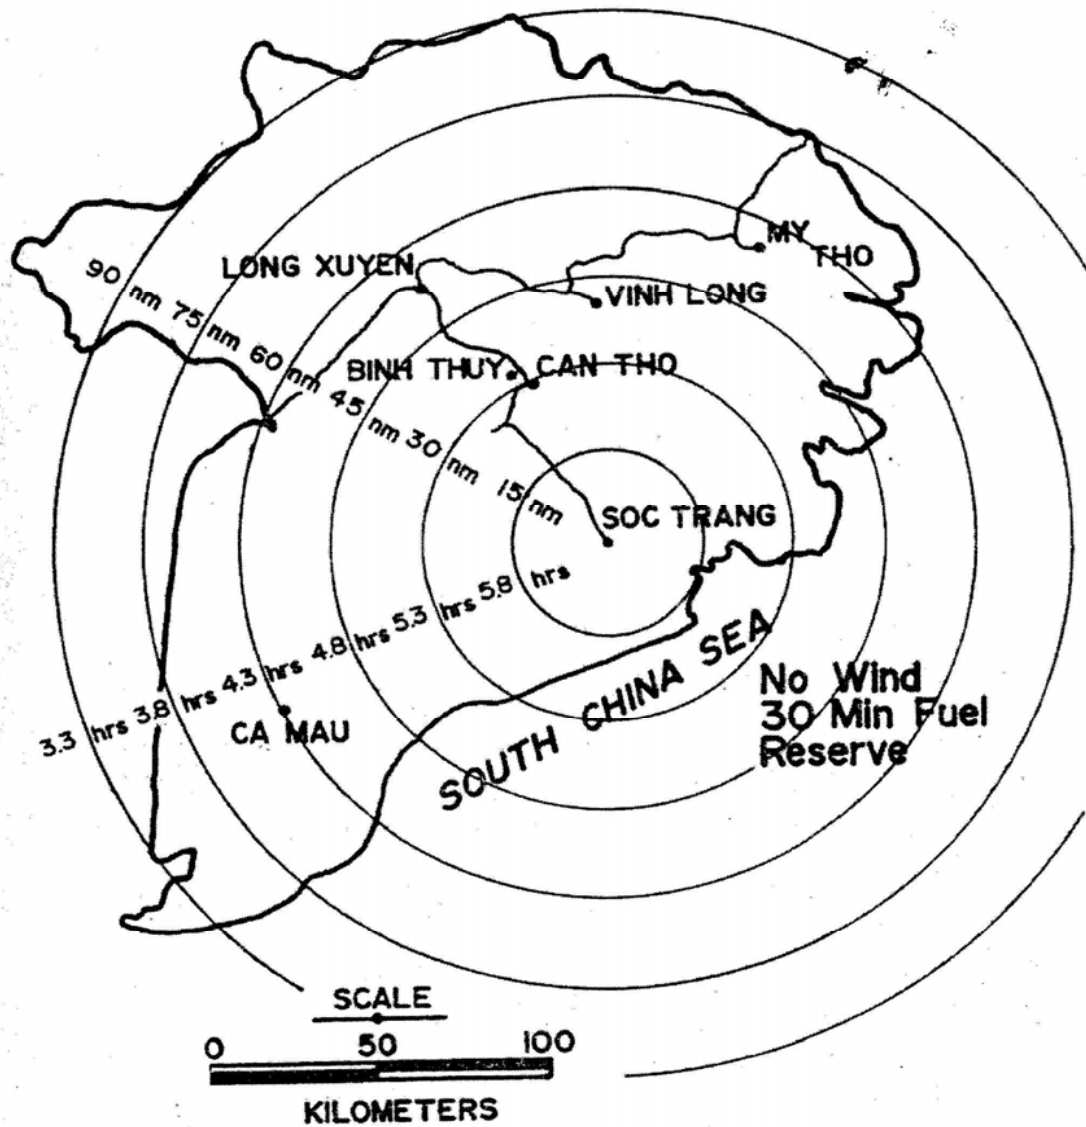 MY
THO
LONG XUYEN
90 nm 75 nm 60 nm 45 nm 30 nm 15 nm
VINH LONG
BINH THUY
CAN THO
SOC TRANG
3.3 hrs 3.8 hrs 4.3 hrs 4.8 hrs 5.3 hrs 5.8 hrs
CA MAU
SOUTH CHINA SEA
No Wind
30 Min Fuel
Reserve
SCALE
0 50 100
KILOMETERS